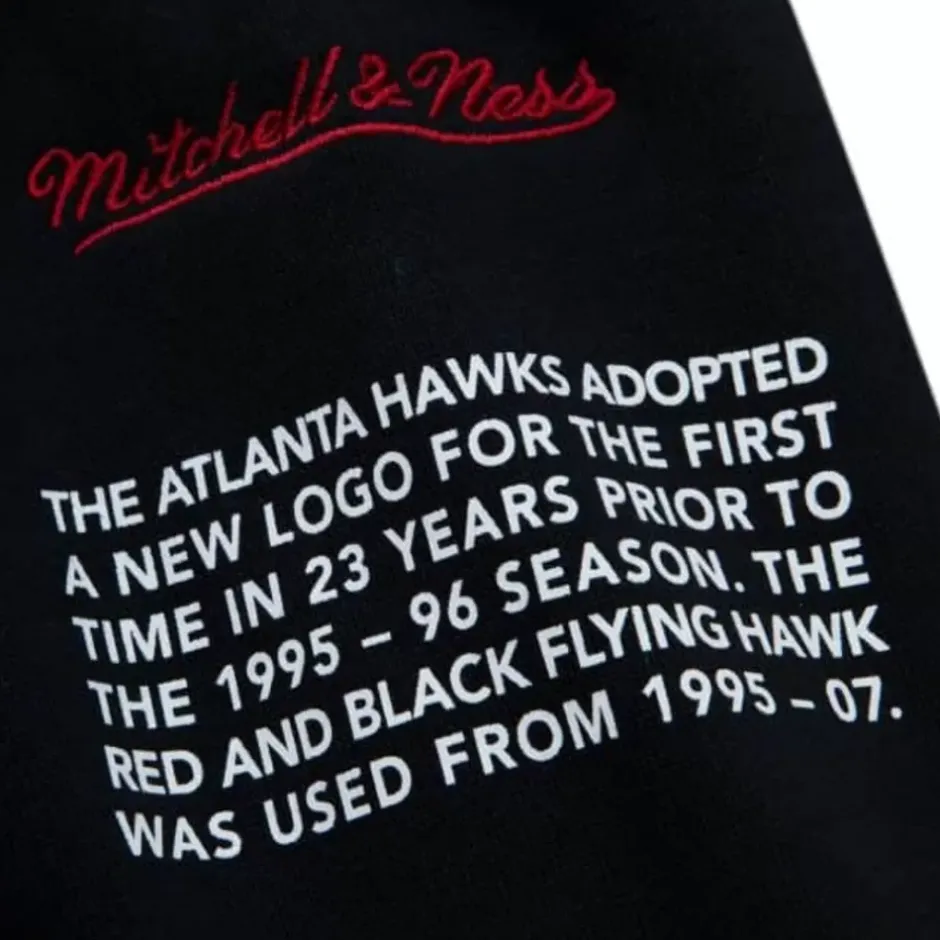 Mitchell & Ness
THE ATLANTA HAWKS ADOPTED
A NEW LOGO FOR THE FIRST
TIME IN 23 YEARS PRIOR TO
THE 1995 – 96 SEASON. THE
RED AND BLACK FLYING HAWK
WAS USED FROM 1995 – 07.